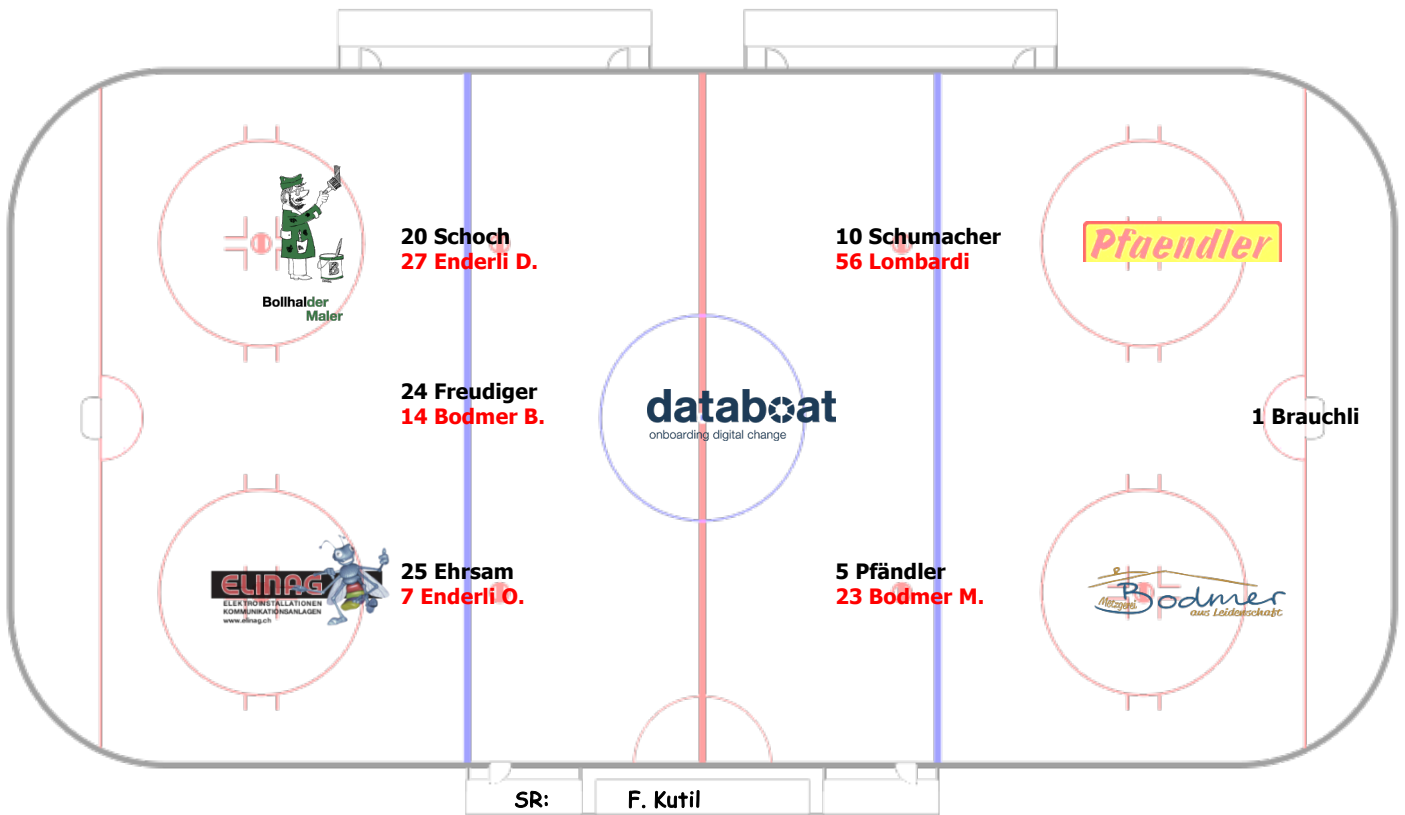 20 Schoch
27 Enderli D.
10 Schumacher
56 Lombardi
Pfaendler
Bollhalder
Maler
24 Freudiger
14 Bodmer B.
databoat
onboarding digital change
1 Brauchli
ELINAG
ELEKTROINSTALLATIONEN
KOMMUNIKATIONSANLAGEN
www.elinag.ch
25 Ehrsam
7 Enderli O.
5 Pfändler
23 Bodmer M.
Metzgerei
Bodmer
aus Leidenschaft
SR: F. Kutil